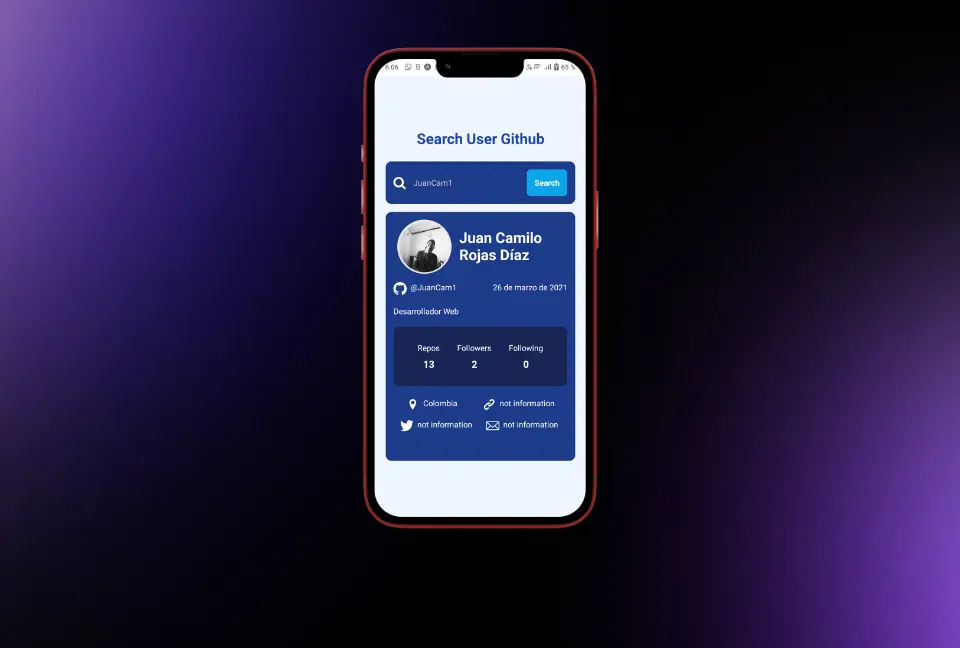 6:06
65 %
Search User Github
JuanCam1
Search
Juan Camilo
Rojas Díaz
@JuanCam1
26 de marzo de 2021
Desarrollador Web
Repos Followers Following
13 2 0
Colombia
not information
not information
not information